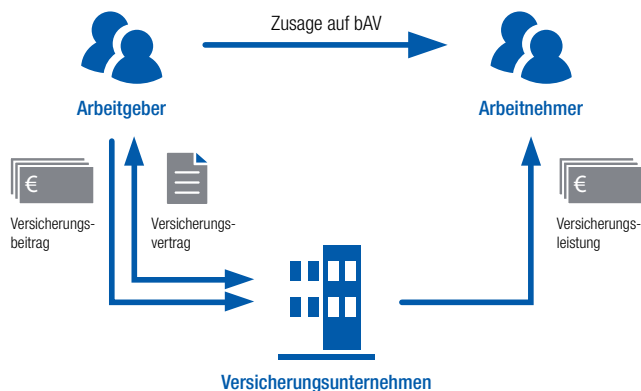 Zusage auf bAV
Arbeitgeber
Arbeitnehmer
€
Versicherungs-
beitrag
Versicherungs-
vertrag
€
Versicherungs-
leistung
Versicherungsunternehmen